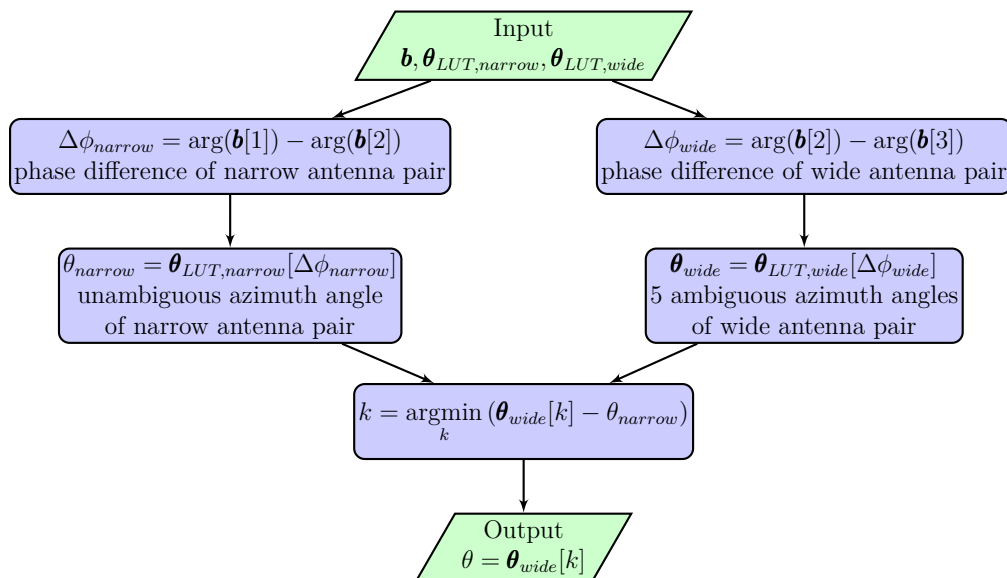 Input
b, θ_{LUT,narrow}, θ_{LUT,wide}
Δϕ_{narrow} = arg(b[1]) − arg(b[2])
phase difference of narrow antenna pair
Δϕ_{wide} = arg(b[2]) − arg(b[3])
phase difference of wide antenna pair
θ_{narrow} = θ_{LUT,narrow}[Δϕ_{narrow}]
unambiguous azimuth angle
of narrow antenna pair
θ_{wide} = θ_{LUT,wide}[Δϕ_{wide}]
5 ambiguous azimuth angles
of wide antenna pair
k = argmin (θ_{wide}[k] − θ_{narrow})
k
Output
θ = θ_{wide}[k]